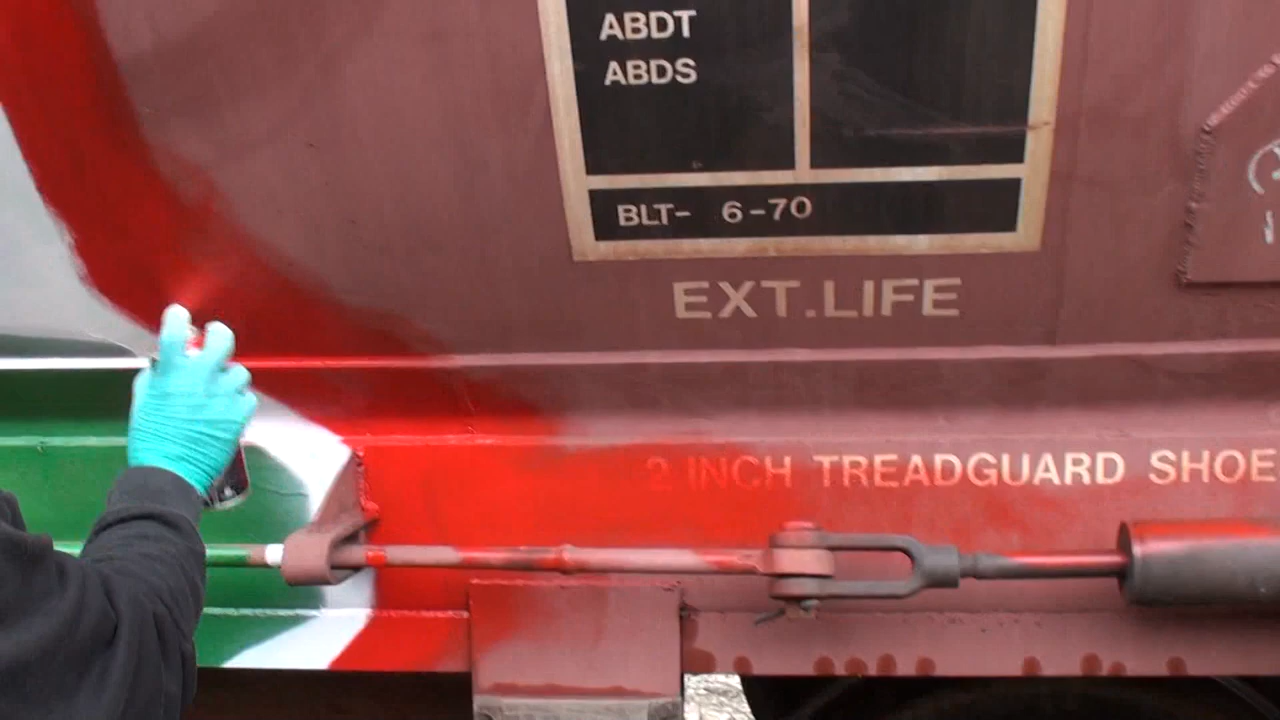 ABDT
ABDS
BLT- 6-70
EXT.LIFE
2 INCH TREADGUARD SHOE